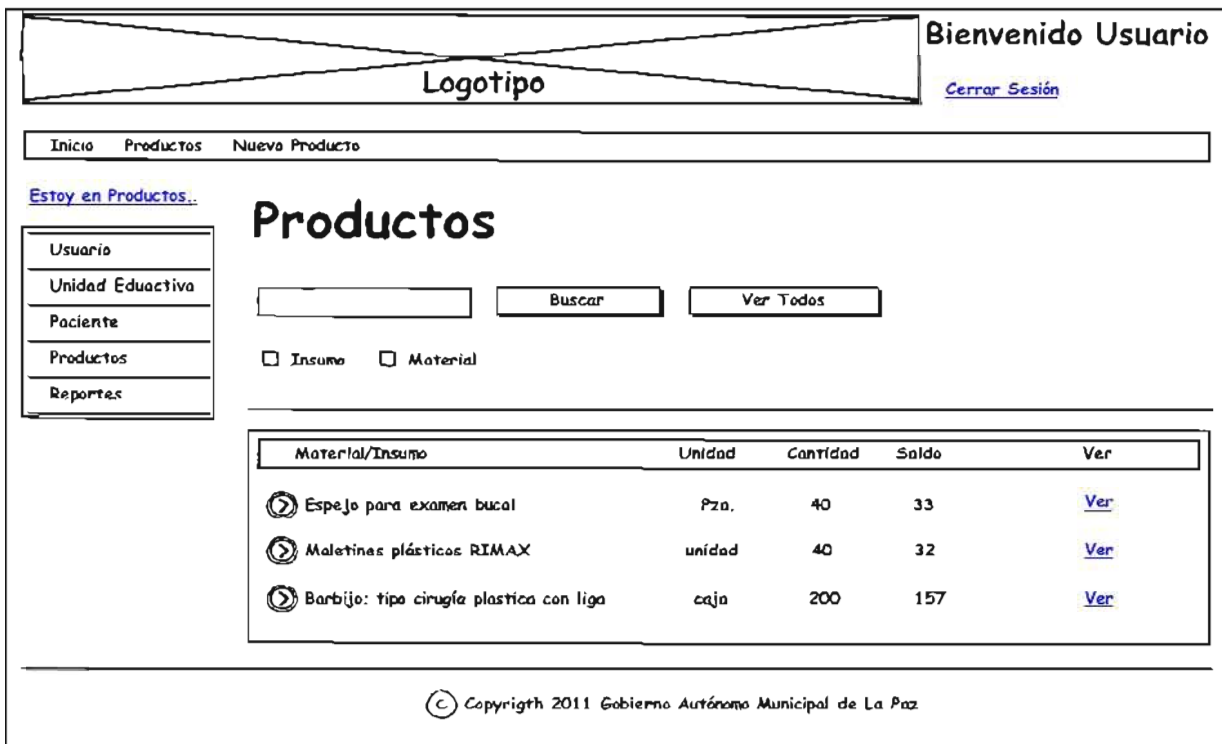 Bienvenido Usuario
Logotipo
Cerrar Sesión
Inicio Productos Nuevo Producto
Estoy en Productos..
Productos
Usuario
Unidad Eduactiva
Paciente
Productos
Reportes
Buscar Ver Todos
Insumo Material
Material/Insumo Unidad Cantidad Saldo Ver
Espejo para examen bucal Pza. 40 33 Ver
Maletines plásticos RIMAX unidad 40 32 Ver
Barbijo: tipo cirugía plastica con liga caja 200 157 Ver
© Copyrigth 2011 Gobierno Autónomo Municipal de La Paz